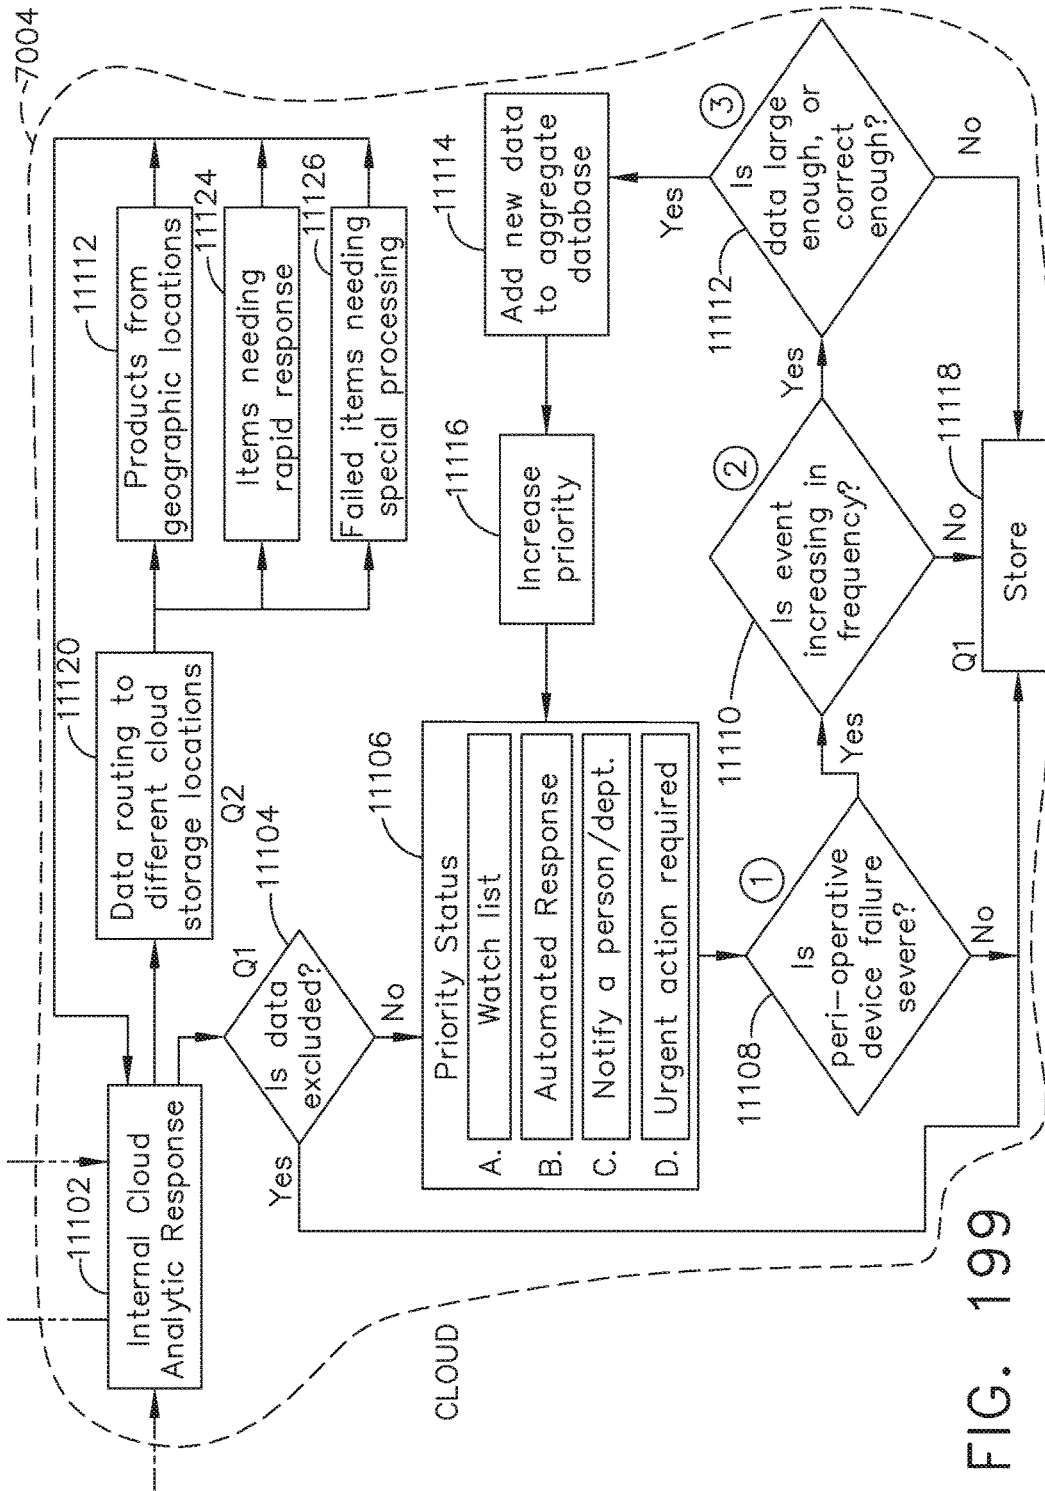 7004
11102
Internal Cloud
Analytic Response
11120
Data routing to
different cloud
storage locations
Q2
11112
Products from
geographic locations
11124
Items needing
rapid response
11126
Failed items needing
special processing
Q1
11104
Is data
excluded?
Yes
No
11106
Priority Status
A.
Watch list
B.
Automated Response
C.
Notify a person/dept.
D.
Urgent action required
11116
Increase
priority
11114
Add new data
to aggregate
database
1
11108
Is
peri-operative
device failure
severe?
Yes
No
2
11110
Is event
increasing in
frequency?
Yes
No
3
11112
Is
data large
enough, or
correct
enough?
Yes
No
Q1
11118
Store
CLOUD
FIG. 199